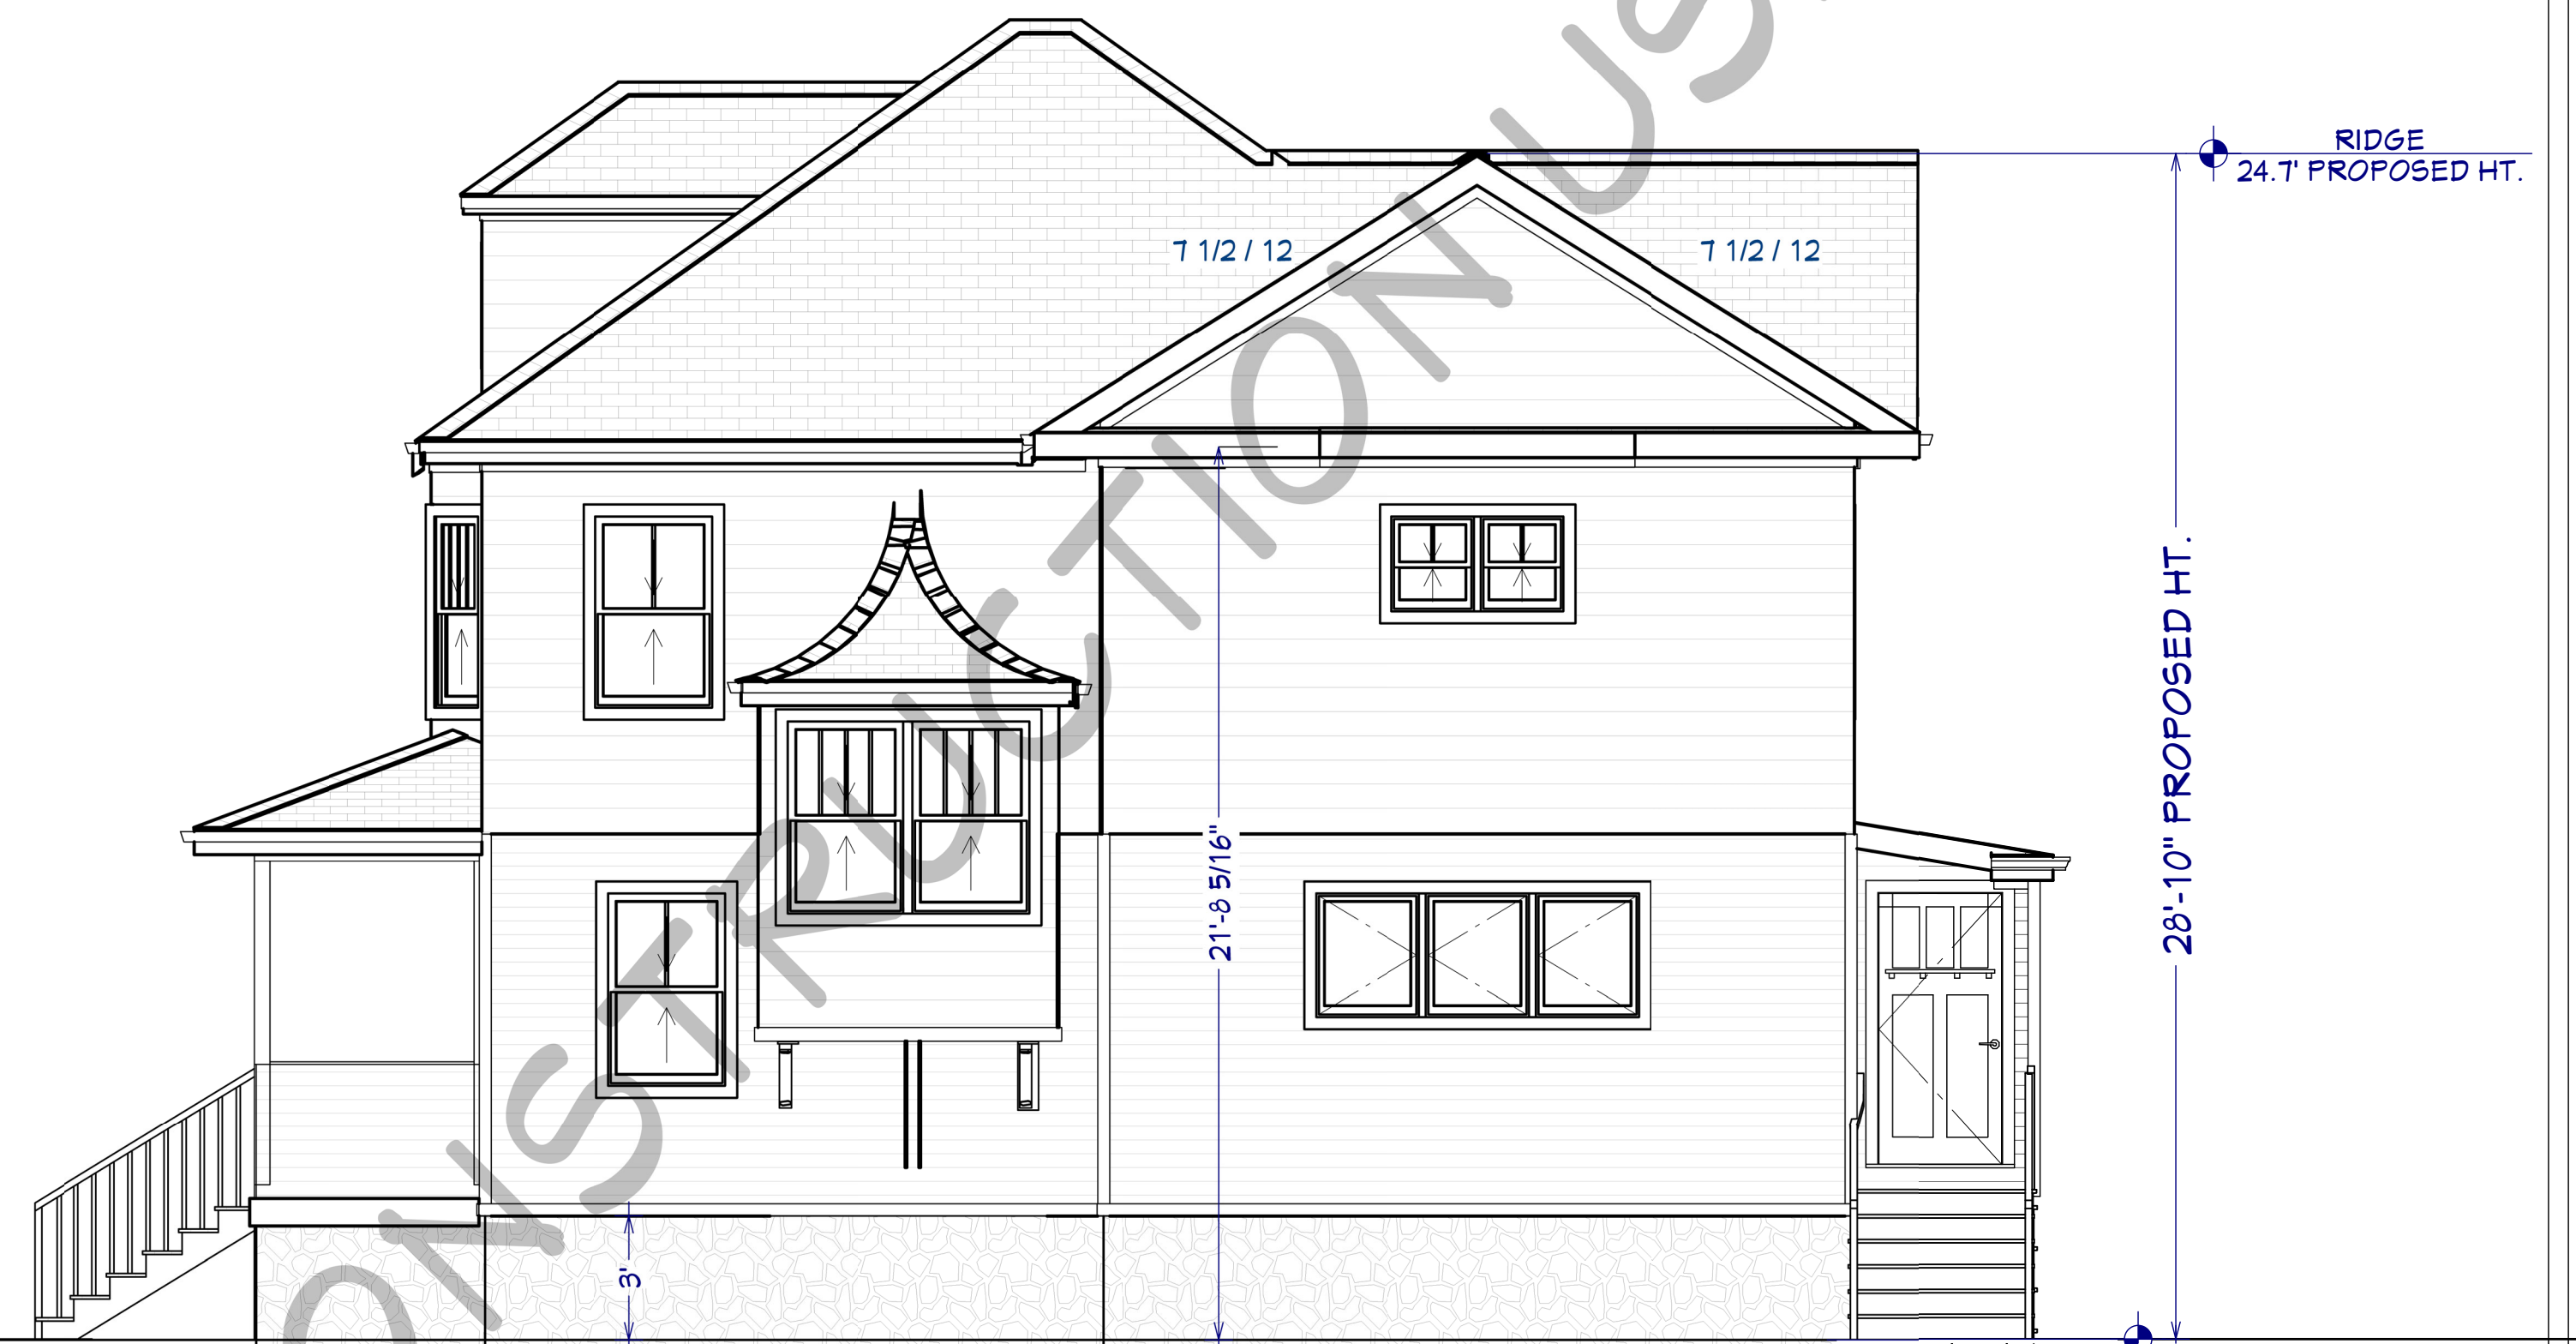 RIDGE
24.7' PROPOSED HT.
7 1/2 / 12
7 1/2 / 12
28'-10" PROPOSED HT.
21'-8 5/16"
3'
ONSTRUCTION US